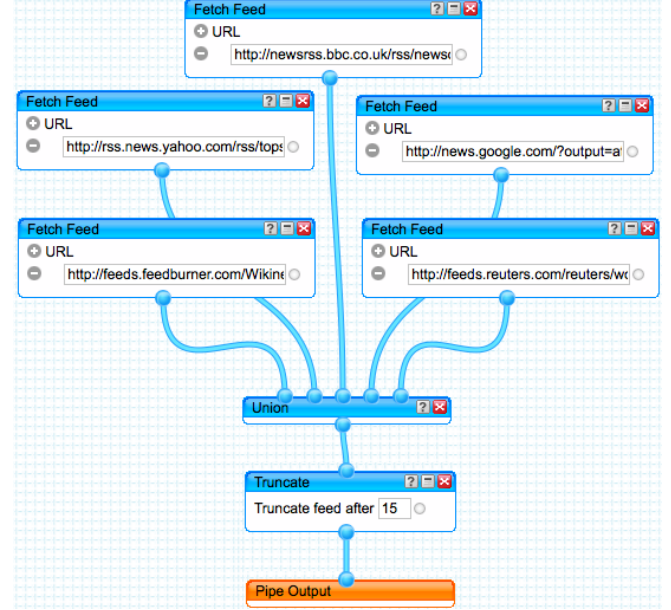 Fetch Feed
URL
http://newsrss.bbc.co.uk/rss/newso
Fetch Feed
URL
http://rss.news.yahoo.com/rss/tops
Fetch Feed
URL
http://news.google.com/?output=at
Fetch Feed
URL
http://feeds.feedburner.com/Wikine
Fetch Feed
URL
http://feeds.reuters.com/reuters/wo
Union
Truncate
Truncate feed after 15
Pipe Output